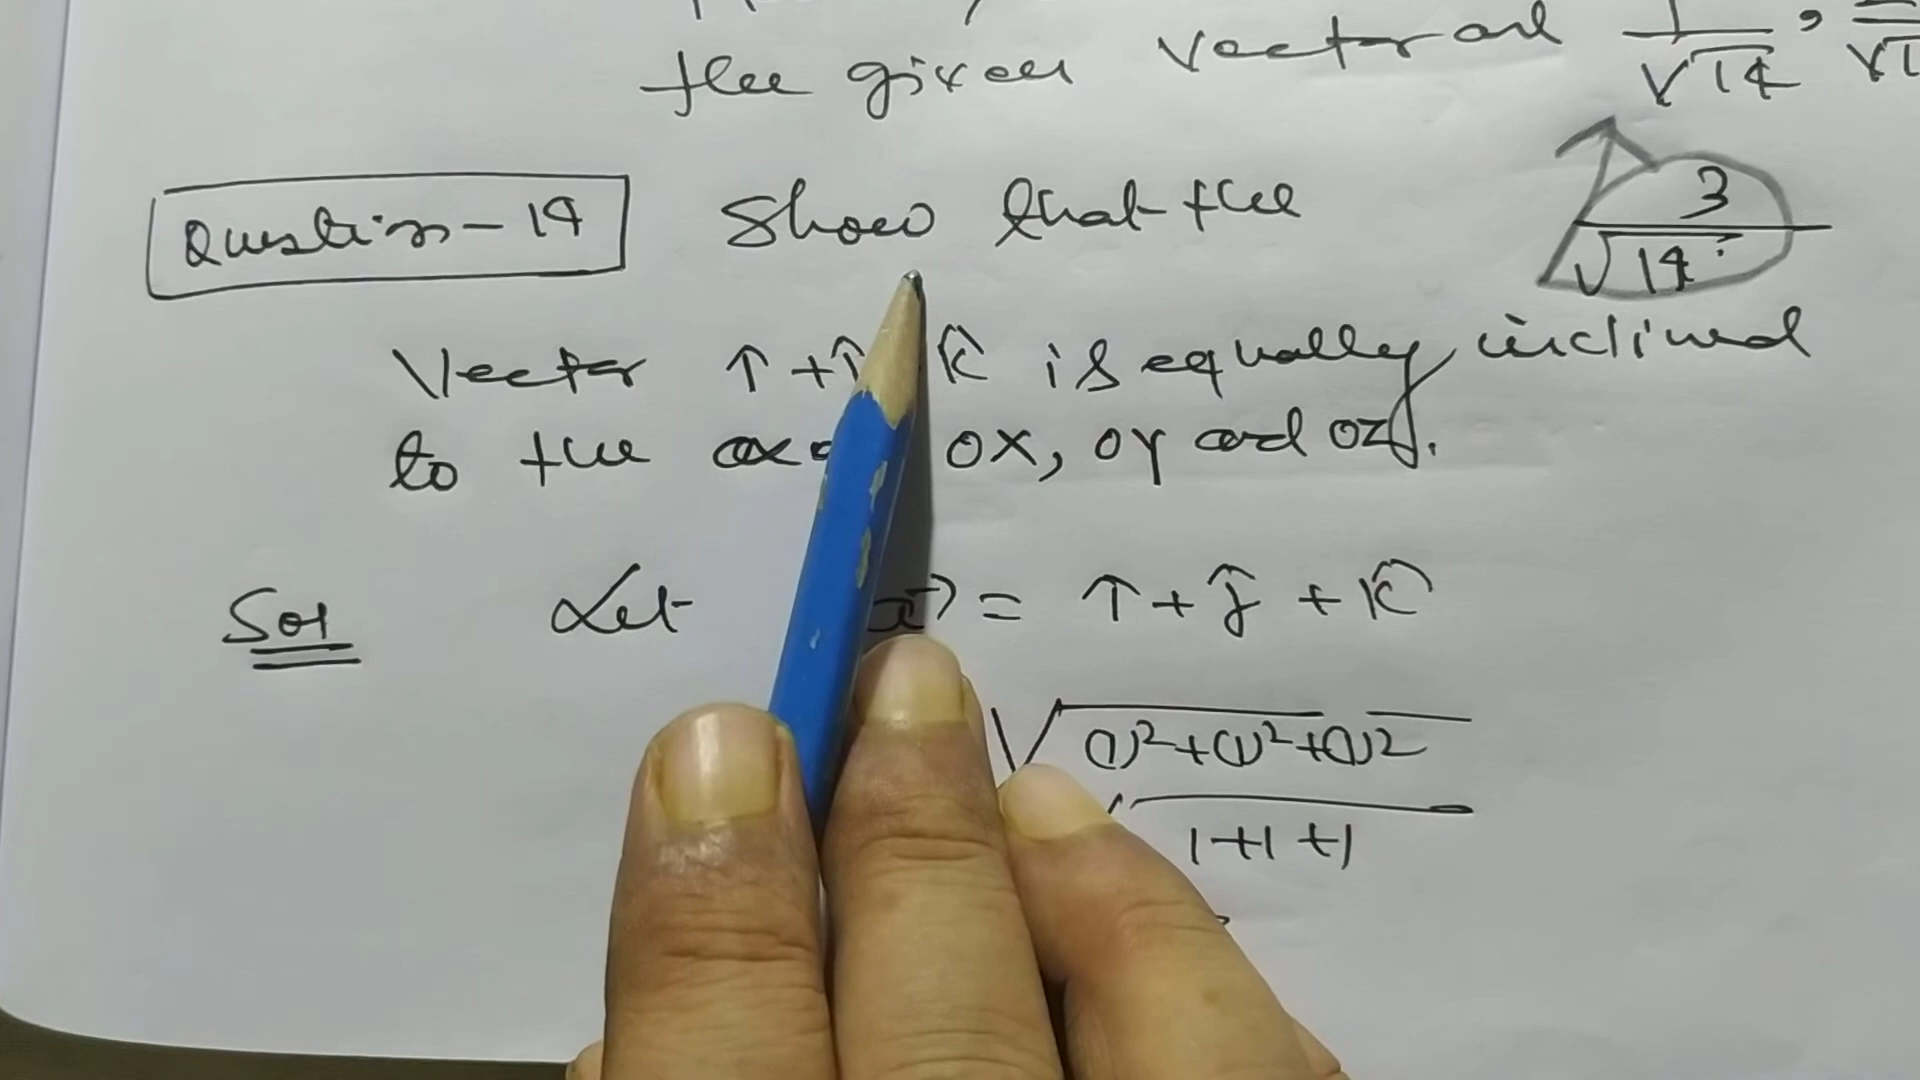 the given vector are 1/√14, 
3/√14
Question-14 Show that the
Vector î + ĵ k̂ is equally inclined
to the OX, OY and OZ.
Sol Let a⃗ = î + ĵ + k̂
√(1)²+(1)²+(1)²
√1+1+1